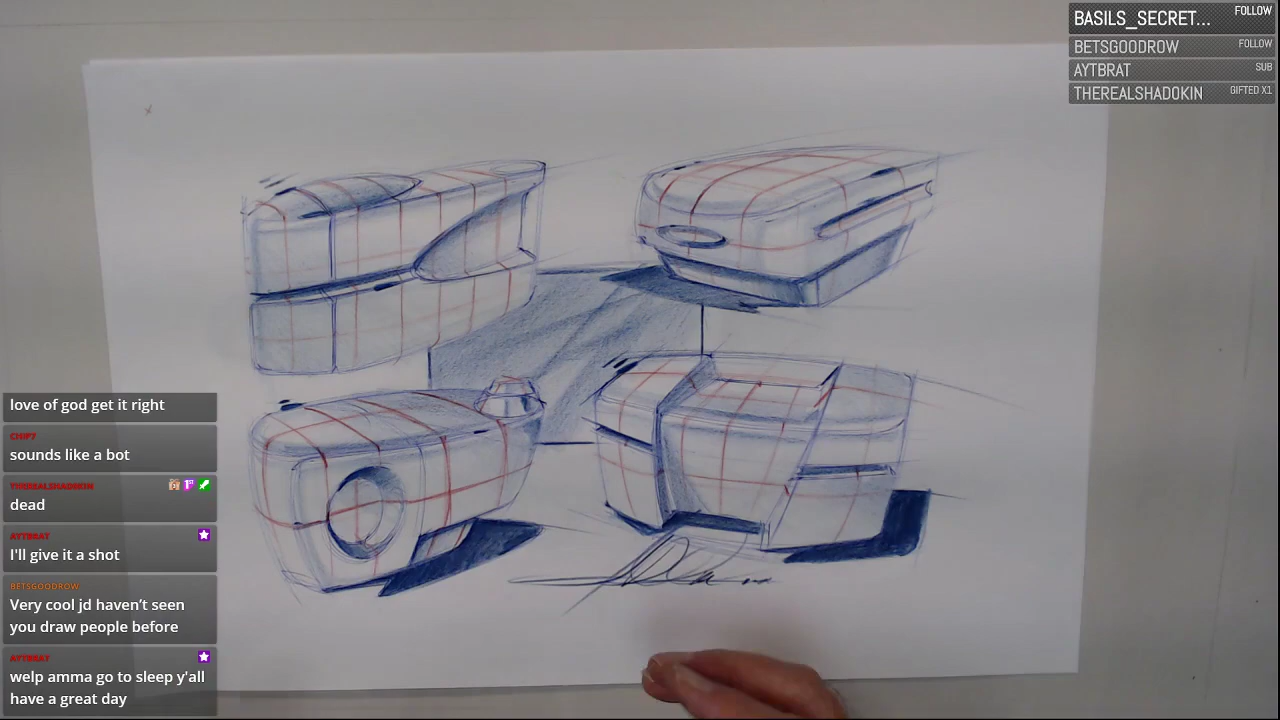 BASILS_SECRET...
FOLLOW
BETSGOODROW
FOLLOW
AYTBRAT
SUB
THEREALSHADOKIN
GIFTED X1
love of god get it right
CHIP7
sounds like a bot
THEREALSHADOKIN
dead
AYTBRAT
I'll give it a shot
BETSGOODROW
Very cool jd haven't seen
you draw people before
AYTBRAT
welp amma go to sleep y'all
have a great day